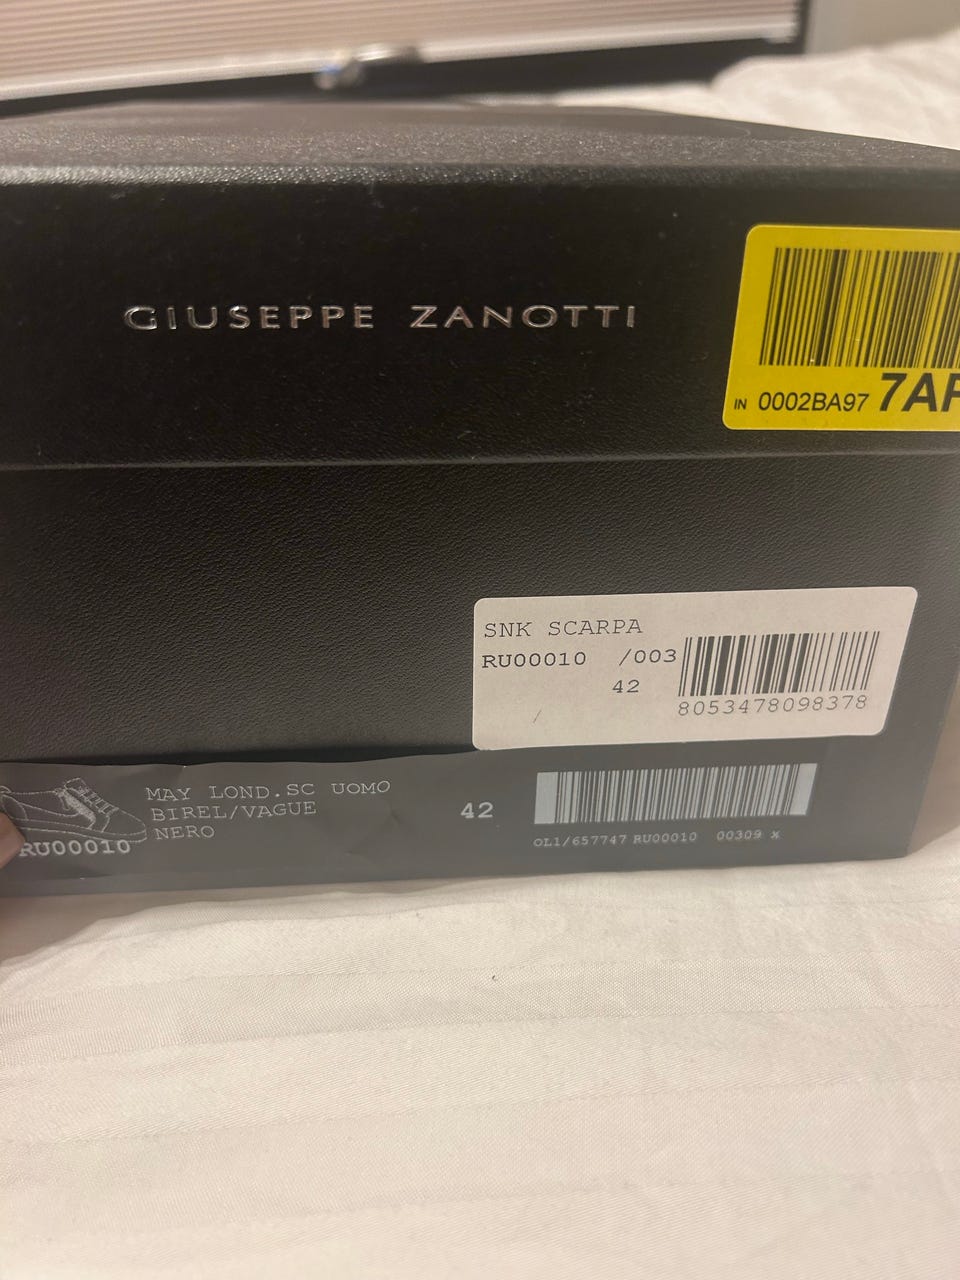 GIUSEPPE ZANOTTI
IN 0002BA97
SNK SCARPA
RU00010 /003
42
8053478098378
MAY LOND.SC UOMO
BIREL/VAGUE
NERO
42
RU00010
OL1/657747 RU00010 00309 x